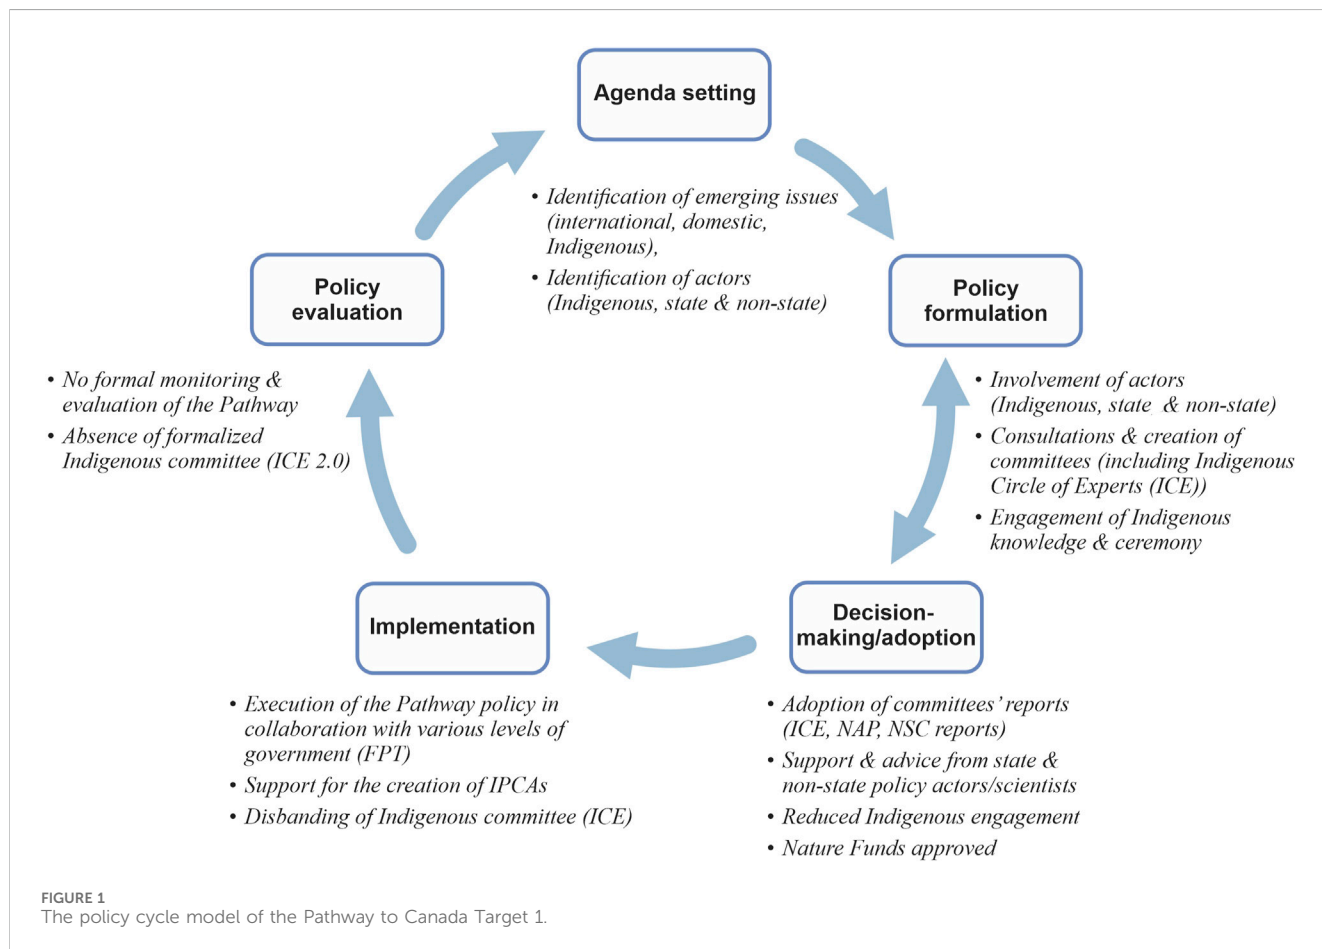 Agenda setting
• Identification of emerging issues
(international, domestic,
Indigenous),
• Identification of actors
(Indigenous, state & non-state)
Policy
formulation
• Involvement of actors
(Indigenous, state & non-state)
• Consultations & creation of
committees (including Indigenous
Circle of Experts (ICE))
• Engagement of Indigenous
knowledge & ceremony
Decision-
making/adoption
• Adoption of committees' reports
(ICE, NAP, NSC reports)
• Support & advice from state &
non-state policy actors/scientists
• Reduced Indigenous engagement
• Nature Funds approved
Implementation
• Execution of the Pathway policy in
collaboration with various levels of
government (FPT)
• Support for the creation of IPCAs
• Disbanding of Indigenous committee (ICE)
Policy
evaluation
• No formal monitoring &
evaluation of the Pathway
• Absence of formalized
Indigenous committee (ICE 2.0)
FIGURE 1
The policy cycle model of the Pathway to Canada Target 1.